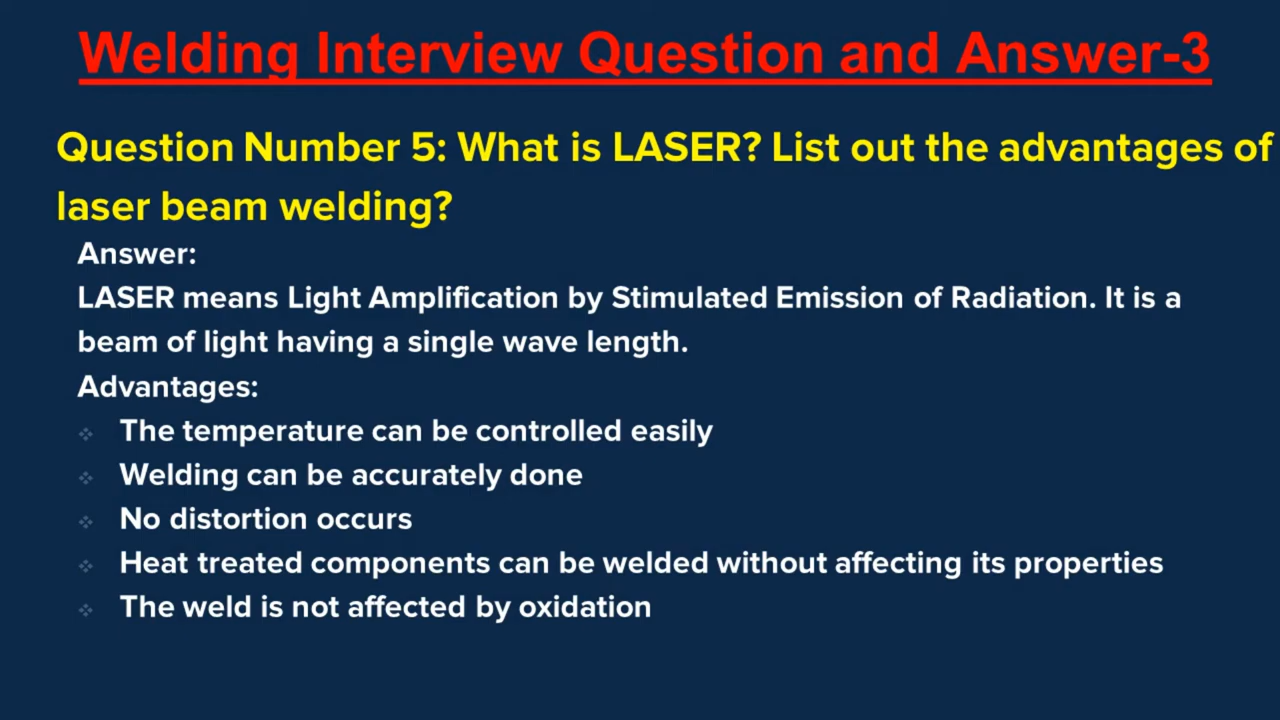 Welding Interview Question and Answer-3
Question Number 5: What is LASER? List out the advantages of
laser beam welding?
Answer:
LASER means Light Amplification by Stimulated Emission of Radiation. It is a
beam of light having a single wave length.
Advantages:
❖ The temperature can be controlled easily
❖ Welding can be accurately done
❖ No distortion occurs
❖ Heat treated components can be welded without affecting its properties
❖ The weld is not affected by oxidation